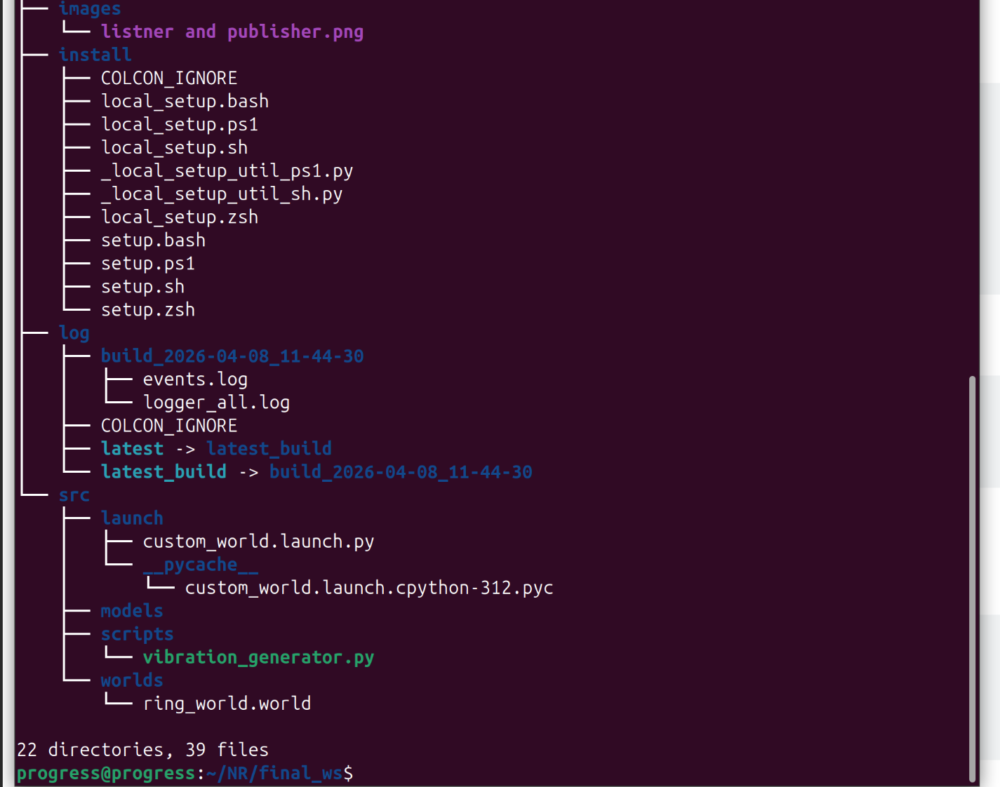 ├── images
│   └── listner and publisher.png
├── install
│   ├── COLCON_IGNORE
│   ├── local_setup.bash
│   ├── local_setup.ps1
│   ├── local_setup.sh
│   ├── _local_setup_util_ps1.py
│   ├── _local_setup_util_sh.py
│   ├── local_setup.zsh
│   ├── setup.bash
│   ├── setup.ps1
│   ├── setup.sh
│   └── setup.zsh
├── log
│   ├── build_2026-04-08_11-44-30
│   │   ├── events.log
│   │   └── logger_all.log
│   ├── COLCON_IGNORE
│   ├── latest -> latest_build
│   └── latest_build -> build_2026-04-08_11-44-30
└── src
    ├── launch
    │   ├── custom_world.launch.py
    │   └── __pycache__
    │       └── custom_world.launch.cpython-312.pyc
    ├── models
    ├── scripts
    │   └── vibration_generator.py
    └── worlds
        └── ring_world.world

22 directories, 39 files
progress@progress:~/NR/final_ws$